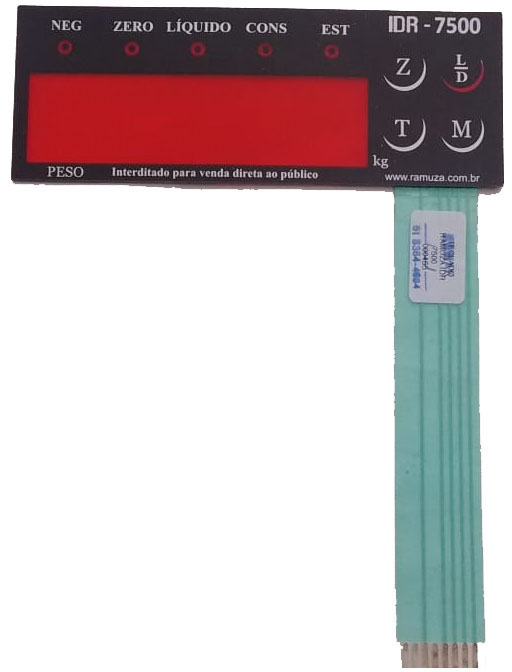 NEG ZERO LÍQUIDO CONS EST
IDR - 7500
Z
L
D
T
M
kg
PESO
Interditado para venda direta ao público
www.ramuza.com.br
7500